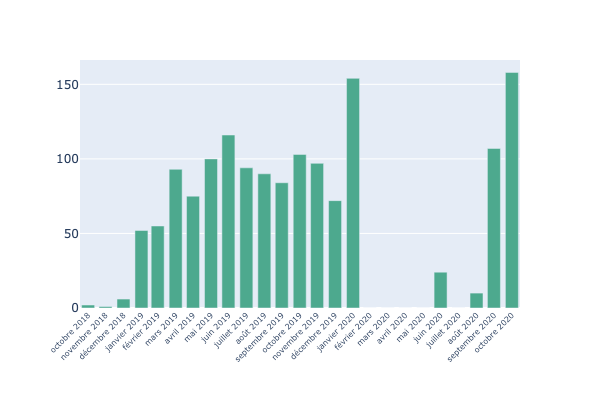 150
100
50
0
octobre 2018
novembre 2018
décembre 2018
janvier 2019
février 2019
mars 2019
avril 2019
mai 2019
juin 2019
juillet 2019
août 2019
septembre 2019
octobre 2019
novembre 2019
décembre 2019
janvier 2020
février 2020
mars 2020
avril 2020
mai 2020
juin 2020
juillet 2020
août 2020
septembre 2020
octobre 2020